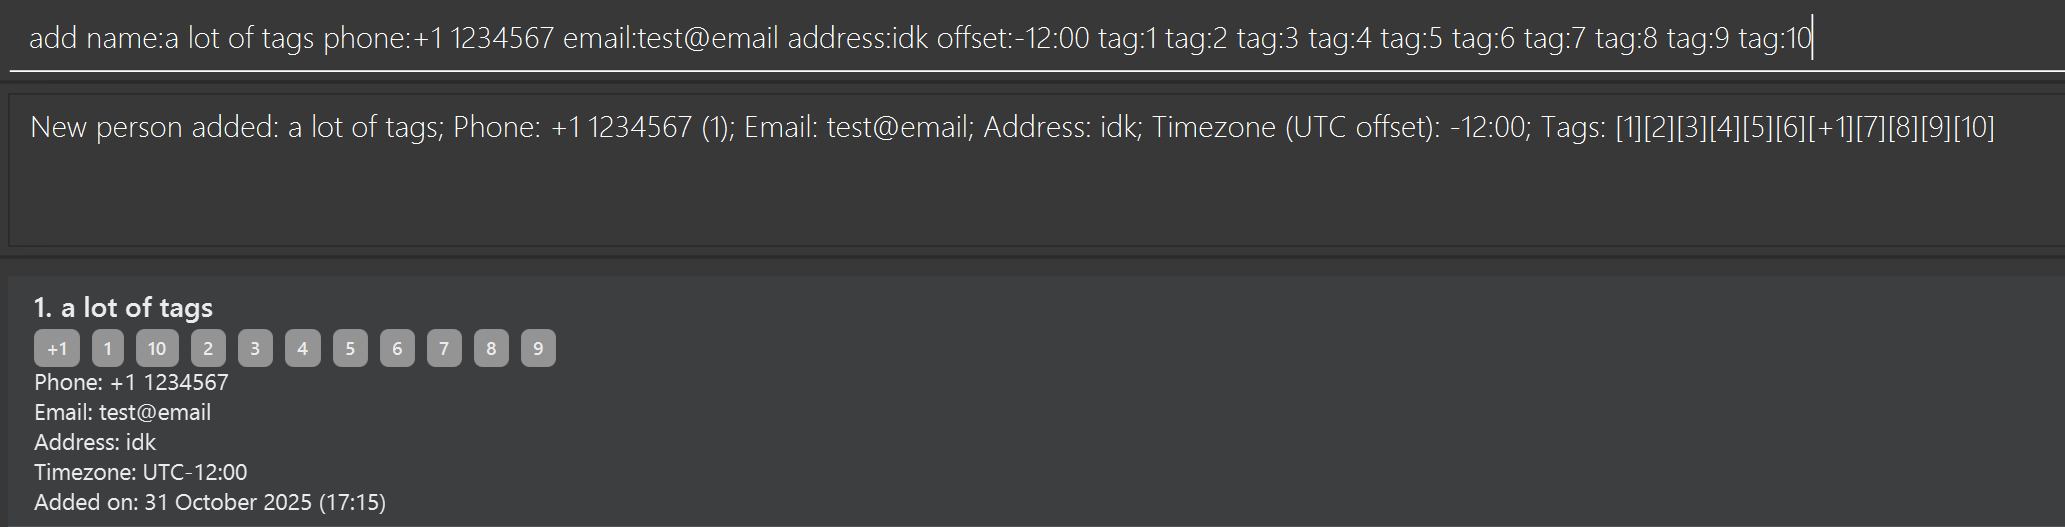 add name:a lot of tags phone:+1 1234567 email:test@email address:idk offset:-12:00 tag:1 tag:2 tag:3 tag:4 tag:5 tag:6 tag:7 tag:8 tag:9 tag:10
New person added: a lot of tags; Phone: +1 1234567 (1); Email: test@email; Address: idk; Timezone (UTC offset): -12:00; Tags: [1][2][3][4][5][6][+1][7][8][9][10]
1. a lot of tags
+1 1 10 2 3 4 5 6 7 8 9
Phone: +1 1234567
Email: test@email
Address: idk
Timezone: UTC-12:00
Added on: 31 October 2025 (17:15)